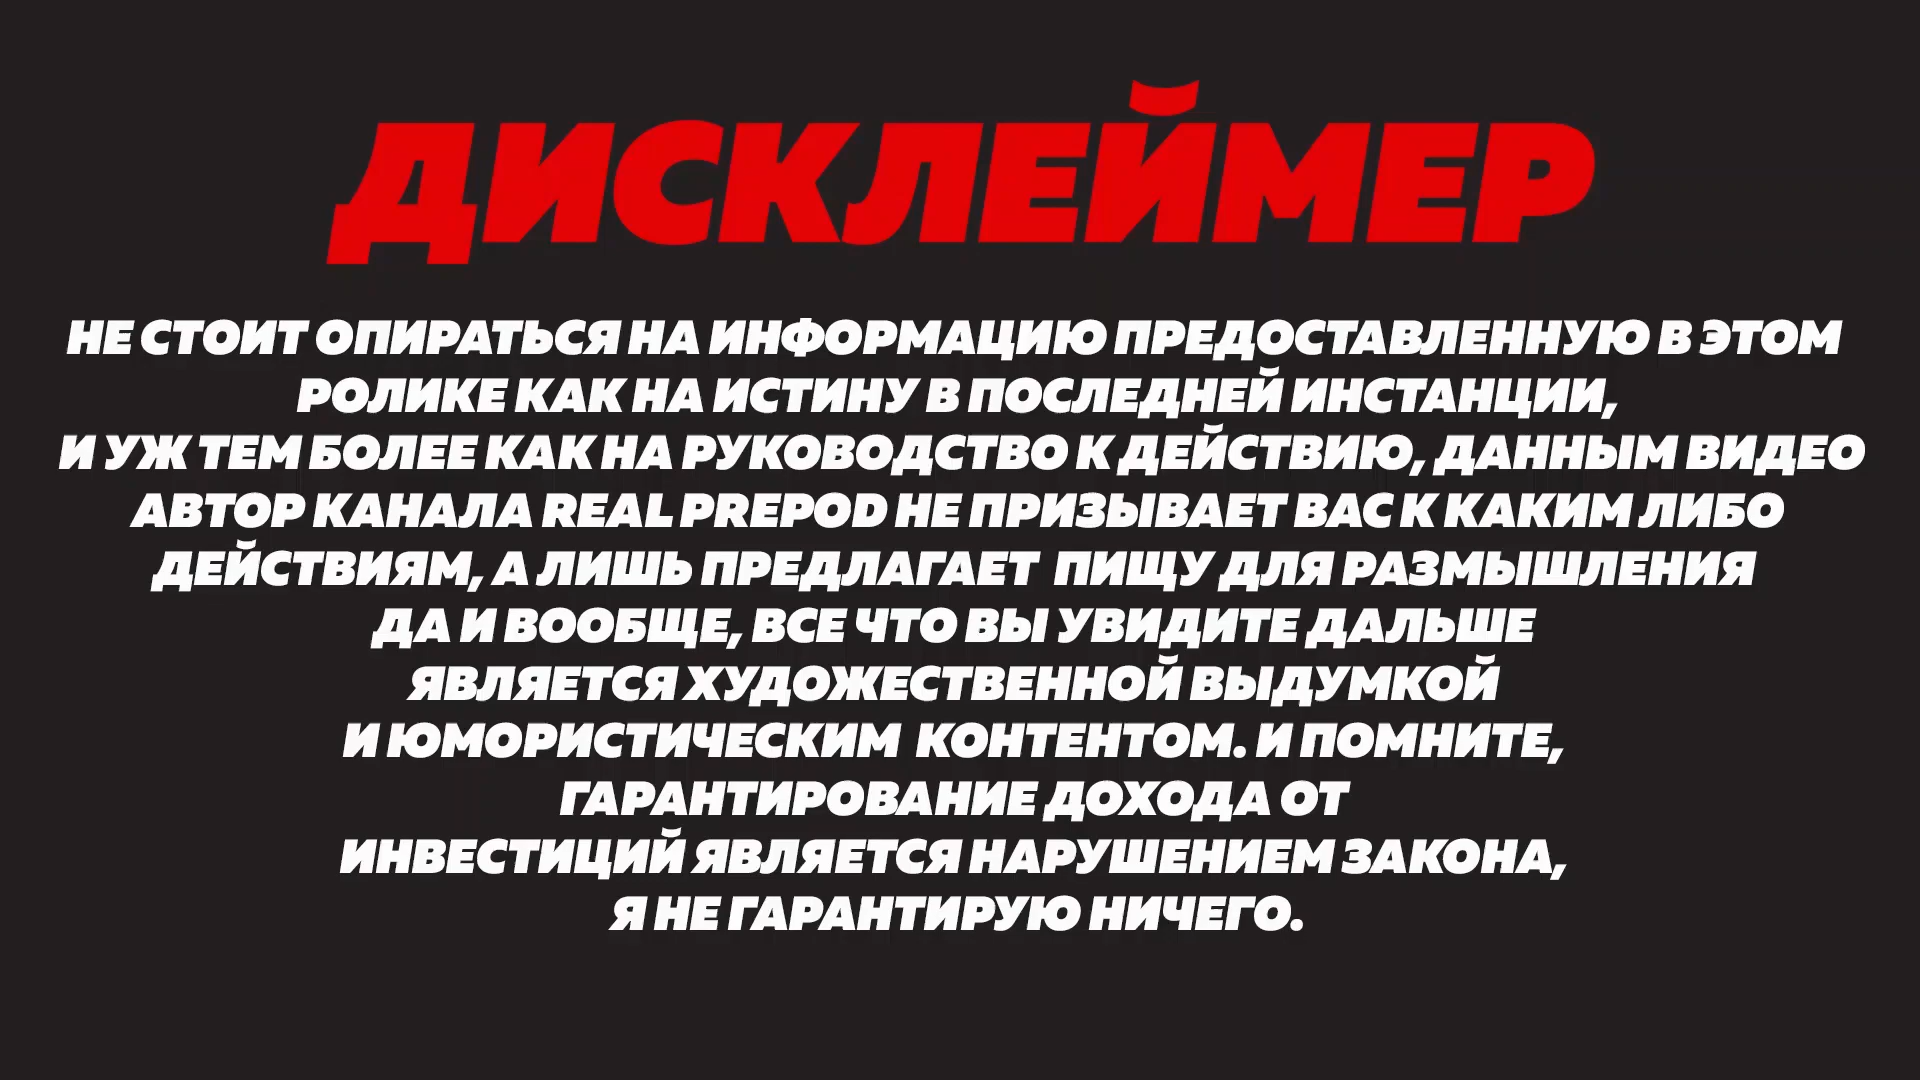 ДИСКЛЕЙМЕР
НЕ СТОИТ ОПИРАТЬСЯ НА ИНФОРМАЦИЮ ПРЕДОСТАВЛЕННУЮ В ЭТОМ
РОЛИКЕ КАК НА ИСТИНУ В ПОСЛЕДНЕЙ ИНСТАНЦИИ,
И УЖ ТЕМ БОЛЕЕ КАК НА РУКОВОДСТВО К ДЕЙСТВИЮ, ДАННЫМ ВИДЕО
АВТОР КАНАЛА REAL PREPOD НЕ ПРИЗЫВАЕТ ВАС К КАКИМ ЛИБО
ДЕЙСТВИЯМ, А ЛИШЬ ПРЕДЛАГАЕТ ПИЩУ ДЛЯ РАЗМЫШЛЕНИЯ
ДА И ВООБЩЕ, ВСЕ ЧТО ВЫ УВИДИТЕ ДАЛЬШЕ
ЯВЛЯЕТСЯ ХУДОЖЕСТВЕННОЙ ВЫДУМКОЙ
И ЮМОРИСТИЧЕСКИМ КОНТЕНТОМ. И ПОМНИТЕ,
ГАРАНТИРОВАНИЕ ДОХОДА ОТ
ИНВЕСТИЦИЙ ЯВЛЯЕТСЯ НАРУШЕНИЕМ ЗАКОНА,
Я НЕ ГАРАНТИРУЮ НИЧЕГО.